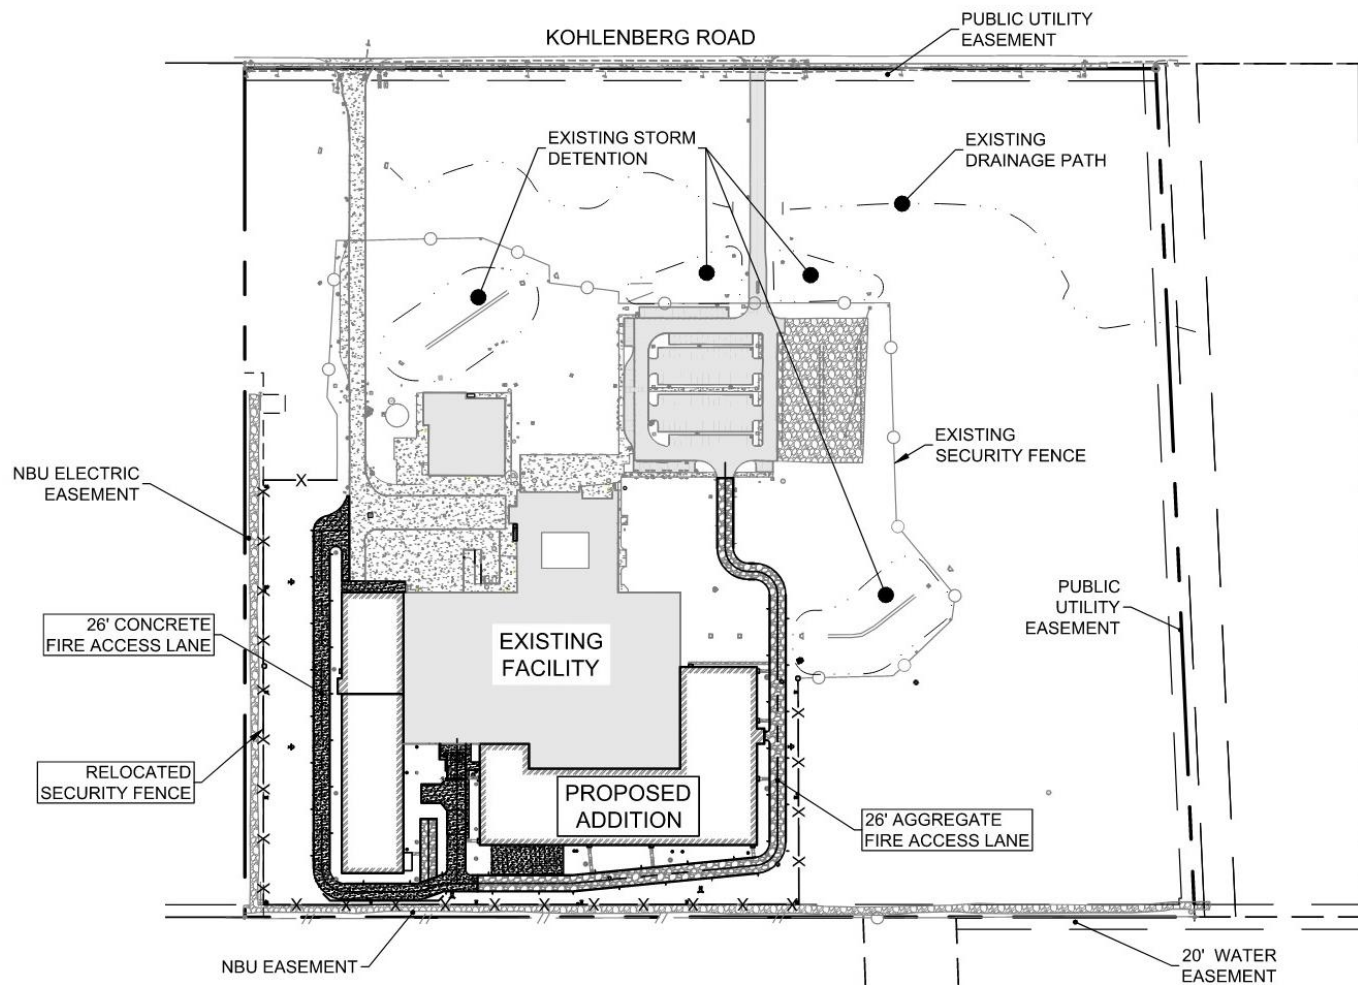 PUBLIC UTILITY
EASEMENT
KOHLENBERG ROAD
EXISTING STORM
DETENTION
EXISTING
DRAINAGE PATH
EXISTING
SECURITY FENCE
NBU ELECTRIC
EASEMENT
PUBLIC
UTILITY
EASEMENT
26' CONCRETE
FIRE ACCESS LANE
EXISTING
FACILITY
RELOCATED
SECURITY FENCE
PROPOSED
ADDITION
26' AGGREGATE
FIRE ACCESS LANE
NBU EASEMENT
20' WATER
EASEMENT